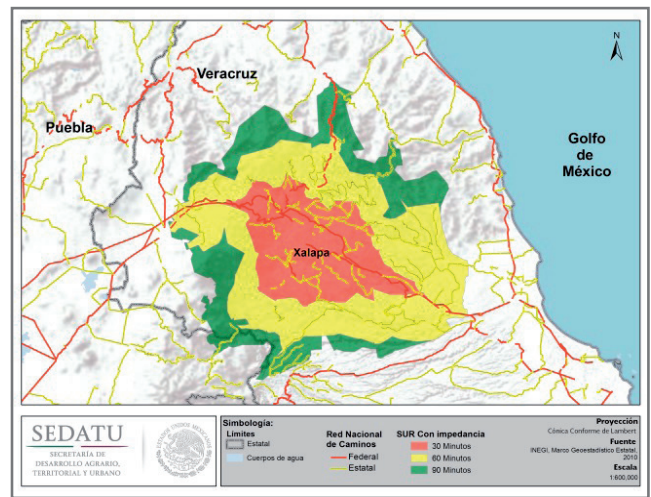 N
Veracruz
Puebla
Golfo
de
México
Xalapa
SEDATU
SECRETARÍA DE
DESARROLLO AGRARIO,
TERRITORIAL Y URBANO
Simbología:
Límites
Estatal
Cuerpos de agua
Red Nacional
de Caminos
Federal
Estatal
SUR Con impedancia
30 Minutos
60 Minutos
90 Minutos
Proyección
Cónica Conforme de Lambert
Fuente
INEGI, Marco Geoestadístico Estatal,
2010
Escala
1:600,000